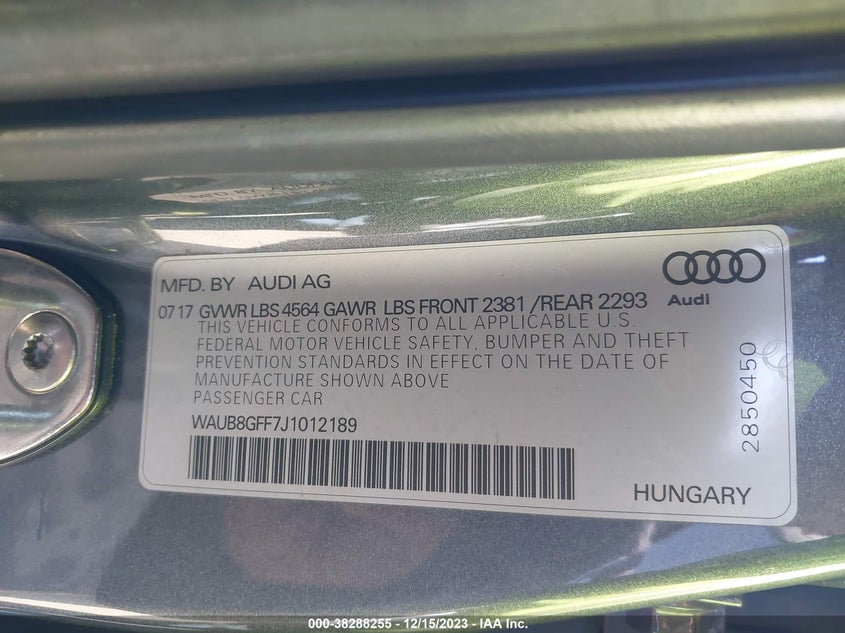 MFD. BY AUDI AG
07 17 GVWR LBS 4564 GAWR LBS FRONT 2381 /REAR 2293
THIS VEHICLE CONFORMS TO ALL APPLICABLE U.S.
FEDERAL MOTOR VEHICLE SAFETY, BUMPER AND THEFT
PREVENTION STANDARDS IN EFFECT ON THE DATE OF
MANUFACTURE SHOWN ABOVE
PASSENGER CAR
WAUB8GFF7J1012189
Audi
2850450
HUNGARY
000-38288255 - 12/15/2023 - IAA Inc.